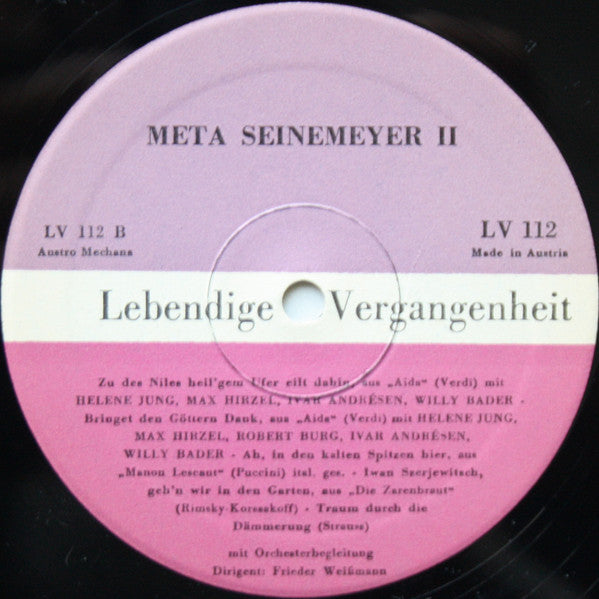 META SEINEMEYER II
LV 112 B
Austro Mechana
LV 112
Made in Austria
Lebendige Vergangenheit
Zu des Niles heil'gem Ufer eilt dahin, aus „Aida“ (Verdi) mit
HELENE JUNG, MAX HIRZEL, IVAR ANDRÉSEN, WILLY BADER -
Bringet den Göttern Dank, aus „Aida“ (Verdi) mit HELENE JUNG,
MAX HIRZEL, ROBERT BURG, IVAR ANDRÉSEN,
WILLY BADER - Ah, in den kalten Spitzen hier, aus
„Manon Lescaut“ (Puccini) ital. ges. - Iwan Szerjewitsch,
geh'n wir in den Garten, aus „Die Zarenbraut“
(Rimsky-Korssakoff) - Traum durch die
Dämmerung (Strauss)
mit Orchesterbegleitung
Dirigent: Frieder Weißmann